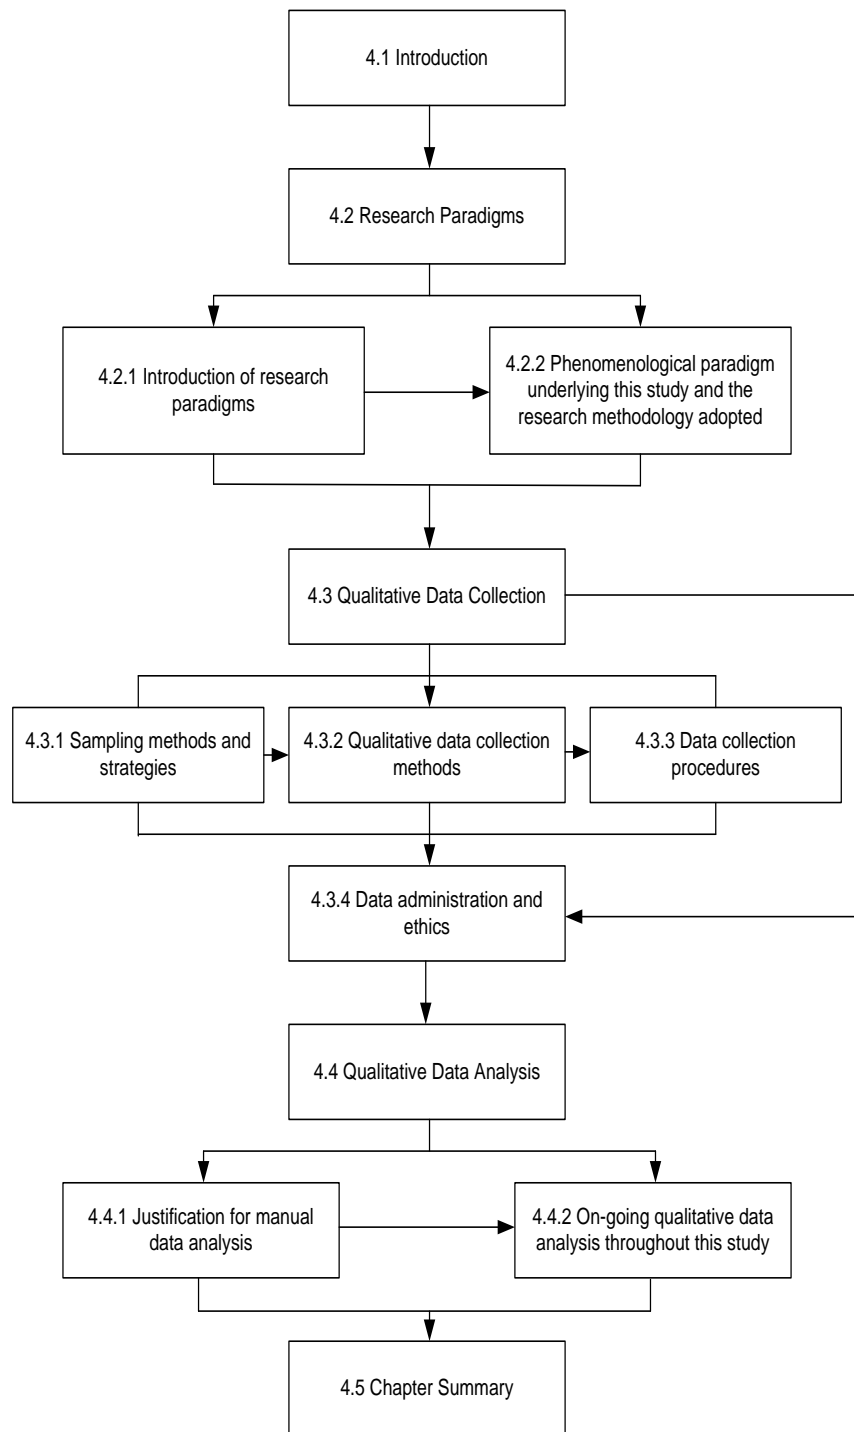 4.1 Introduction
4.2 Research Paradigms
4.2.1 Introduction of research
paradigms
4.2.2 Phenomenological paradigm
underlying this study and the
research methodology adopted
4.3 Qualitative Data Collection
4.3.1 Sampling methods and
strategies
4.3.2 Qualitative data collection
methods
4.3.3 Data collection
procedures
4.3.4 Data administration and
ethics
4.4 Qualitative Data Analysis
4.4.1 Justification for manual
data analysis
4.4.2 On-going qualitative data
analysis throughout this study
4.5 Chapter Summary